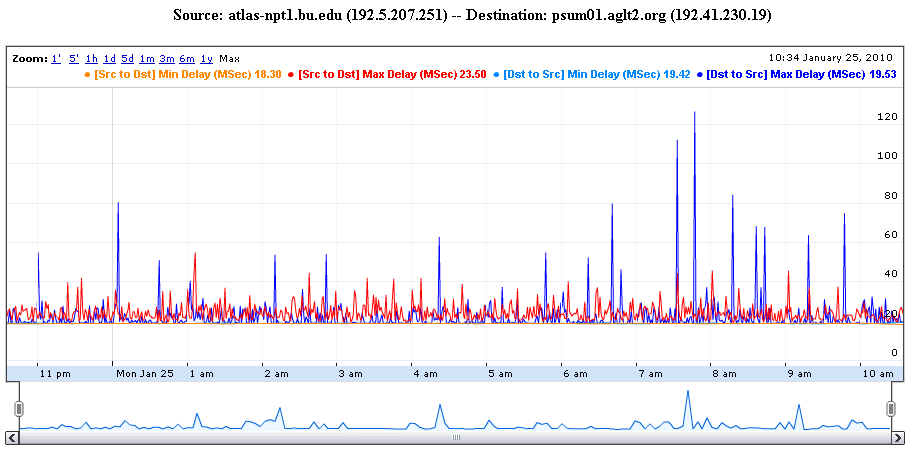 Source: atlas-npt1.bu.edu (192.5.207.251) -- Destination: psum01.aglt2.org (192.41.230.19)
Zoom: 1' 5' 1h 1d 5d 1m 3m 6m 1y Max 10:34 January 25, 2010
[Src to Dst] Min Delay (MSec) 18.30 [Src to Dst] Max Delay (MSec) 23.50 [Dst to Src] Min Delay (MSec) 19.42 [Dst to Src] Max Delay (MSec) 19.53
120
100
80
60
40
20
0
11 pm Mon Jan 25 1 am 2 am 3 am 4 am 5 am 6 am 7 am 8 am 9 am 10 am